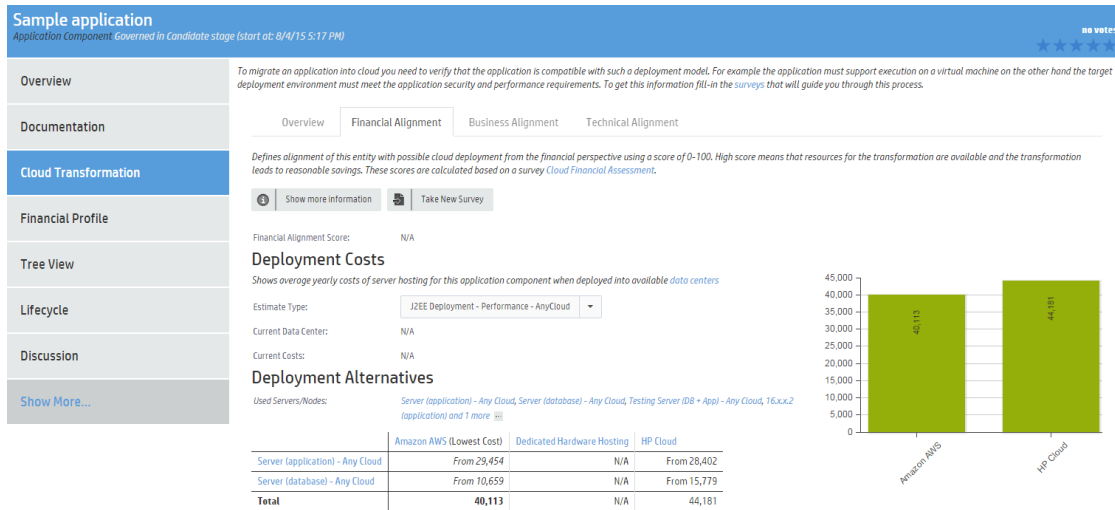 Sample application
Application Component Governed in Candidate stage (start at: 8/4/15 5:17 PM)
no votes
Overview
Documentation
Cloud Transformation
Financial Profile
Tree View
Lifecycle
Discussion
Show More...
To migrate an application into cloud you need to verify that the application is compatible with such a deployment model. For example the application must support execution on a virtual machine on the other hand the target
deployment environment must meet the application security and performance requirements. To get this information fill-in the surveys that will guide you through this process.
Overview Financial Alignment Business Alignment Technical Alignment
Defines alignment of this entity with possible cloud deployment from the financial perspective using a score of 0-100. High score means that resources for the transformation are available and the transformation
leads to reasonable savings. These scores are calculated based on a survey Cloud Financial Assessment.
Show more information Take New Survey
Financial Alignment Score: N/A
Deployment Costs
Shows average yearly costs of server hosting for this application component when deployed into available data centers
Estimate Type: J2EE Deployment - Performance - AnyCloud
Current Data Center: N/A
Current Costs: N/A
Deployment Alternatives
Used Servers/Nodes: Server (application) - Any Cloud, Server (database) - Any Cloud, Testing Server (DB + App) - Any Cloud, 16.x.x.2
(application) and 1 more ...
Amazon AWS (Lowest Cost) Dedicated Hardware Hosting HP Cloud
Server (application) - Any Cloud From 29,454 N/A From 28,402
Server (database) - Any Cloud From 10,659 N/A From 15,779
Total 40,113 N/A 44,181
45,000
40,000
35,000
30,000
25,000
20,000
15,000
10,000
5,000
0
40,113
44,181
Amazon AWS
HP Cloud